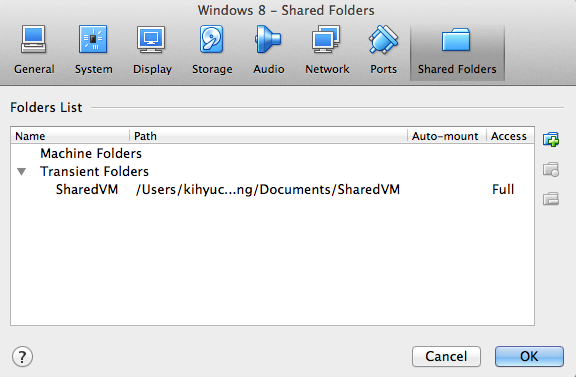 Windows 8 – Shared Folders
General System Display Storage Audio Network Ports Shared Folders
Folders List
Name Path Auto-mount Access
Machine Folders
Transient Folders
SharedVM /Users/kihyuc...ng/Documents/SharedVM Full
? Cancel OK